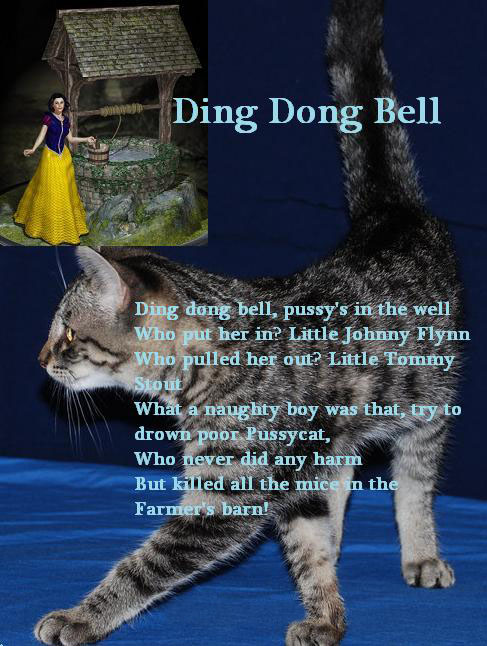 Ding Dong Bell
Ding dong bell, pussy's in the well
Who put her in? Little Johnny Flynn
Who pulled her out? Little Tommy
Stout
What a naughty boy was that, try to
drown poor Pussycat,
Who never did any harm
But killed all the mice in the
Farmer's barn!